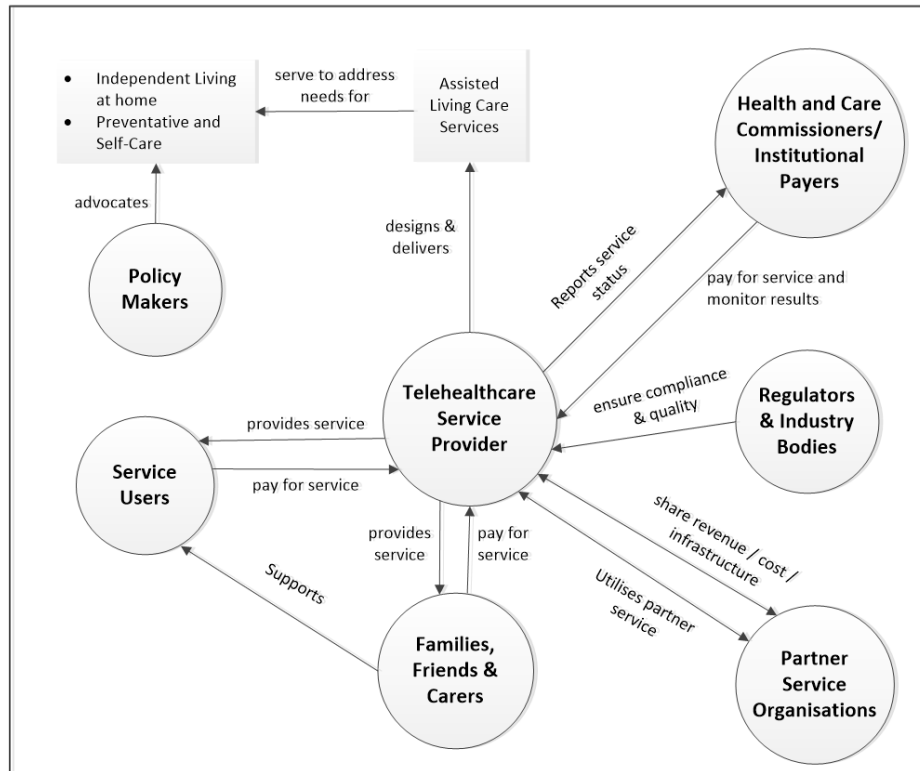 • Independent Living
at home
• Preventative and
Self-Care
serve to address
needs for
Assisted
Living Care
Services
Health and Care
Commissioners/
Institutional
Payers
advocates
Policy
Makers
designs &
delivers
Reports service
status
pay for service and
monitor results
Telehealthcare
Service
Provider
ensure compliance
& quality
Regulators
& Industry
Bodies
provides service
Service
Users
pay for service
provides
service
pay for
service
share revenue / cost /
infrastructure
Utilises partner
service
Supports
Families,
Friends &
Carers
Partner
Service
Organisations